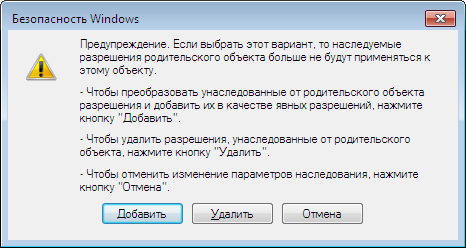 Безопасность Windows
Предупреждение. Если выбрать этот вариант, то наследуемые
разрешения родительского объекта больше не будут применяться к
этому объекту.
- Чтобы преобразовать унаследованные от родительского объекта
разрешения и добавить их в качестве явных разрешений, нажмите
кнопку "Добавить".
- Чтобы удалить разрешения, унаследованные от родительского
объекта, нажмите кнопку "Удалить".
- Чтобы отменить изменение параметров наследования, нажмите
кнопку "Отмена".
Добавить Удалить Отмена